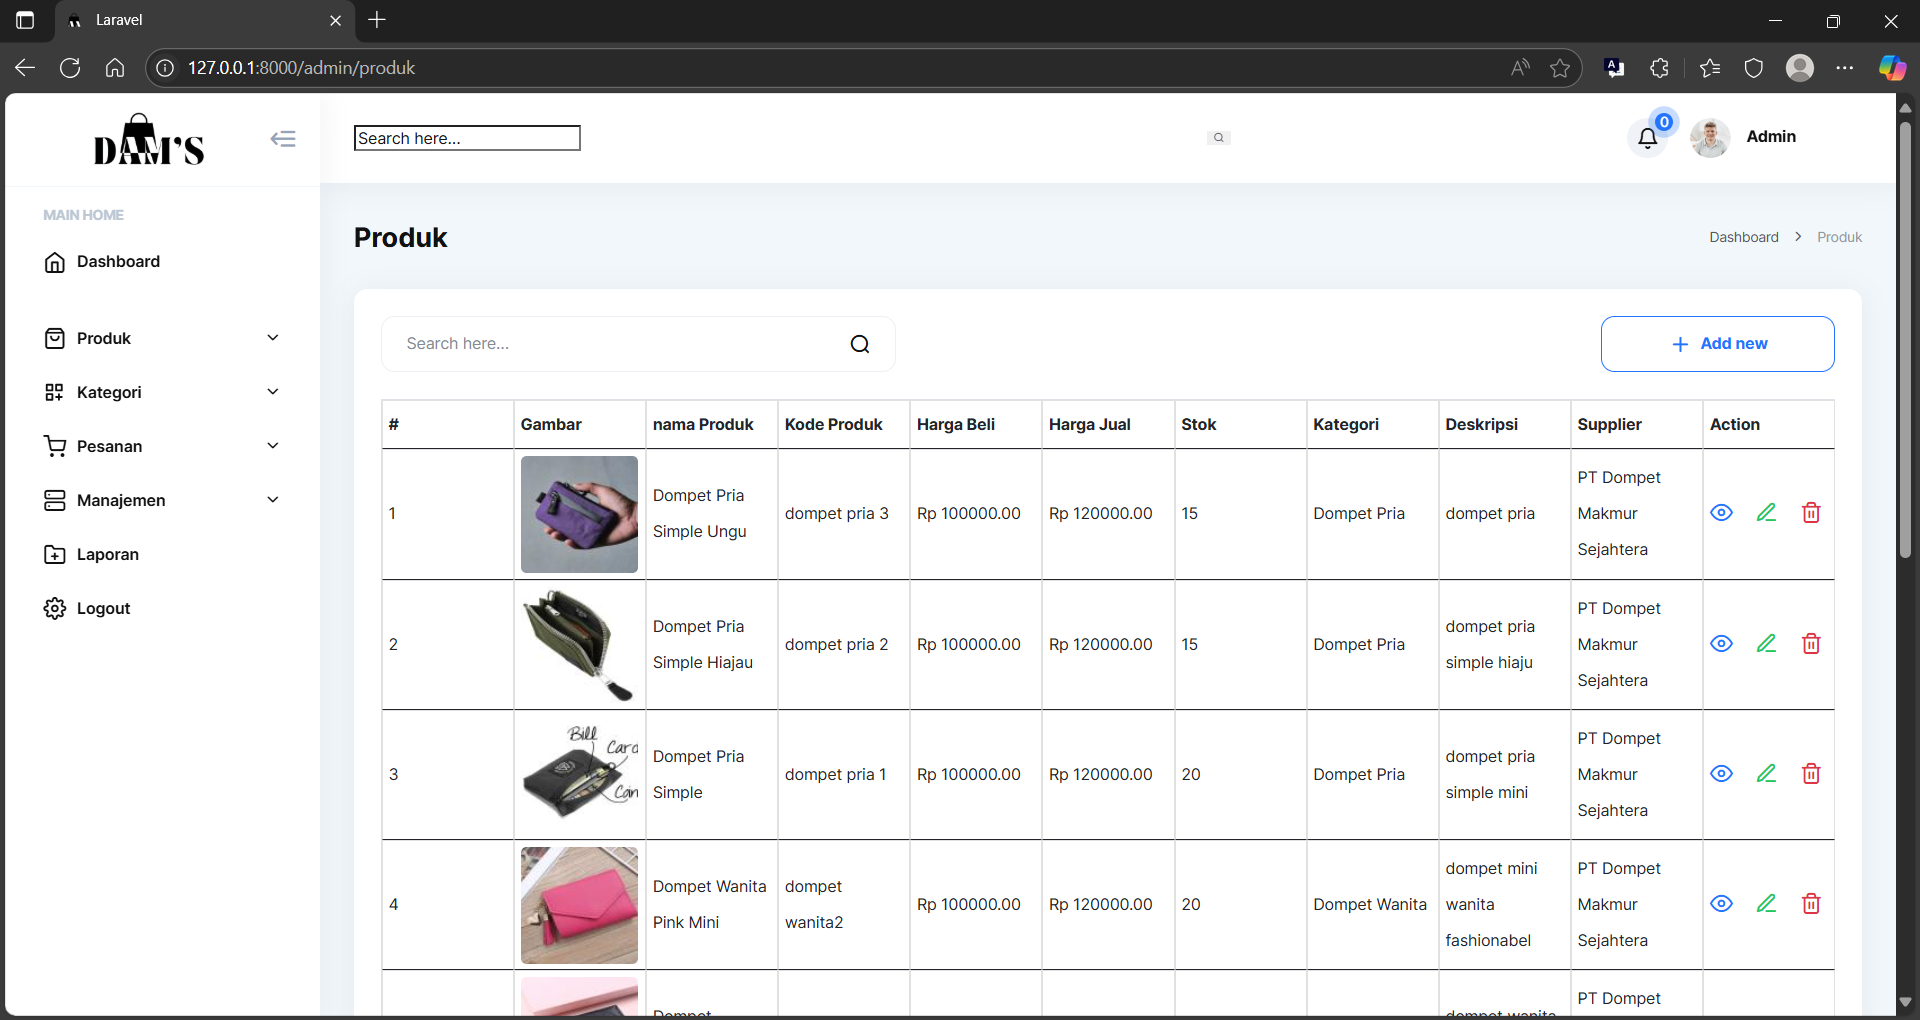 Laravel
127.0.0.1:8000/admin/produk
DAM'S
Search here...
0
Admin
MAIN HOME
Dashboard
Produk
Kategori
Pesanan
Manajemen
Laporan
Logout
Produk
Dashboard > Produk
Search here...
+ Add new
# Gambar nama Produk Kode Produk Harga Beli Harga Jual Stok Kategori Deskripsi Supplier Action
1
Dompet Pria
Simple Ungu
dompet pria 3
Rp 100000.00
Rp 120000.00
15
Dompet Pria
dompet pria
PT Dompet
Makmur
Sejahtera
2
Dompet Pria
Simple Hiajau
dompet pria 2
Rp 100000.00
Rp 120000.00
15
Dompet Pria
dompet pria
simple hiaju
PT Dompet
Makmur
Sejahtera
3
Bill
Card
Dompet Pria
Simple
dompet pria 1
Rp 100000.00
Rp 120000.00
20
Dompet Pria
dompet pria
simple mini
PT Dompet
Makmur
Sejahtera
4
Dompet Wanita
Pink Mini
dompet
wanita2
Rp 100000.00
Rp 120000.00
20
Dompet Wanita
dompet mini
wanita
fashionabel
PT Dompet
Makmur
Sejahtera
Dompet
dompet wanita
PT Dompet